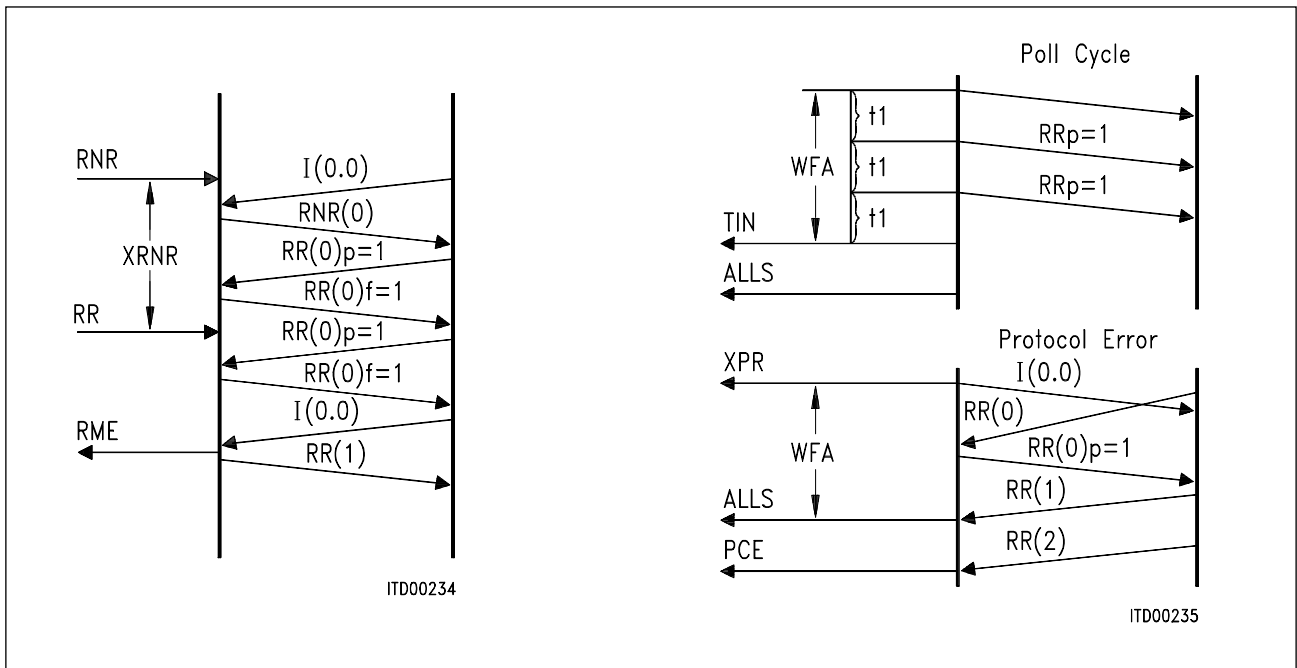 RNR
I(0.0)
RNR(0)
XRNR
RR(0)p=1
RR(0)f=1
RR
RR(0)p=1
RR(0)f=1
I(0.0)
RME
RR(1)
ITD00234
Poll Cycle
t1
RRp=1
WFA
t1
RRp=1
t1
TIN
ALLS
Protocol Error
XPR
I(0.0)
RR(0)
WFA
RR(0)p=1
RR(1)
ALLS
RR(2)
PCE
ITD00235